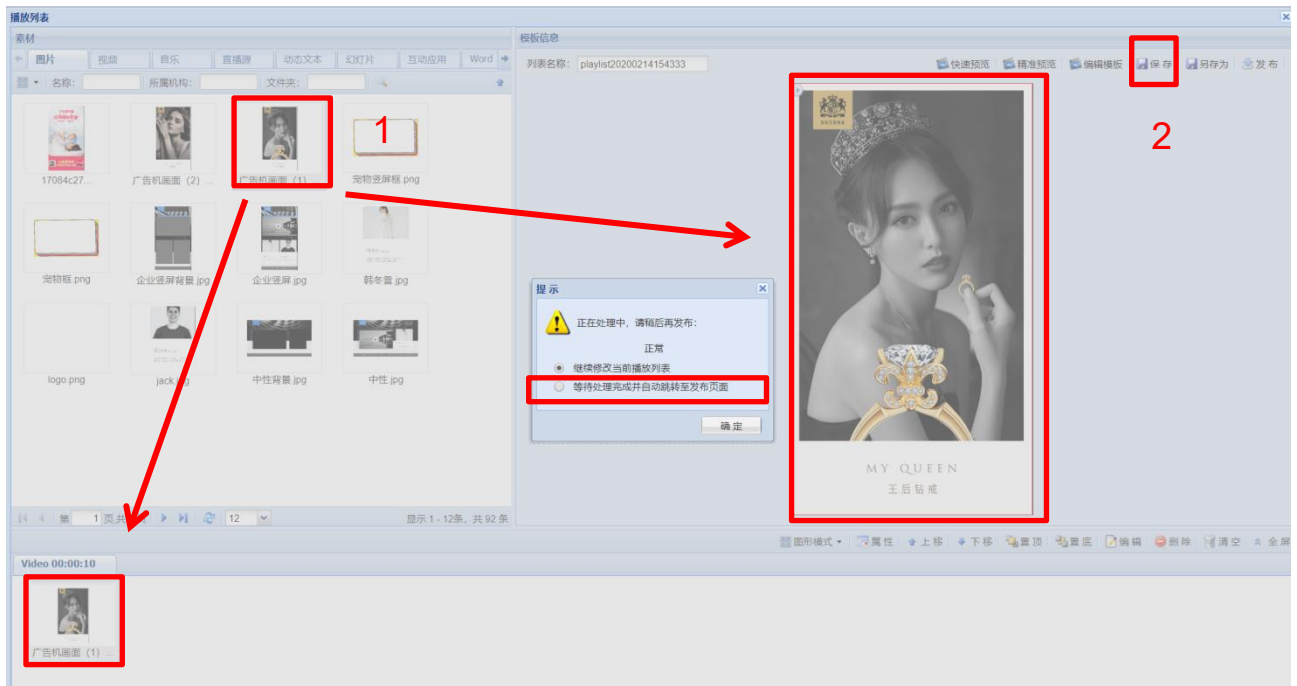 播放列表
素材
模板信息
图片 视频 音乐 直播源 动态文本 幻灯片 互动应用 Word
列表名称: playlist20200214154333
快速预览 精准预览 编辑模板 保存 另存为 发布
名称: 所属机构: 文件夹:
1
2
17084c27...
广告机画面 (2) ...
广告机画面 (1) ...
宠物竖屏框.png
宠物框.png
企业竖屏背景.jpg
企业竖屏.jpg
韩冬雪.jpg
logo.png
中性背景.jpg
中性.jpg
提示
正在处理中，请稍后再发布：
正常
继续修改当前播放列表
等待处理完成并自动跳转至发布页面
确定
MY QUEEN
王后钻戒
第 1 页,共
12
显示 1 - 12条, 共 92 条
图形模式 属性 上移 下移 置顶 置底 编辑 删除 清空 全屏
Video 00:00:10
广告机画面 (1) ...